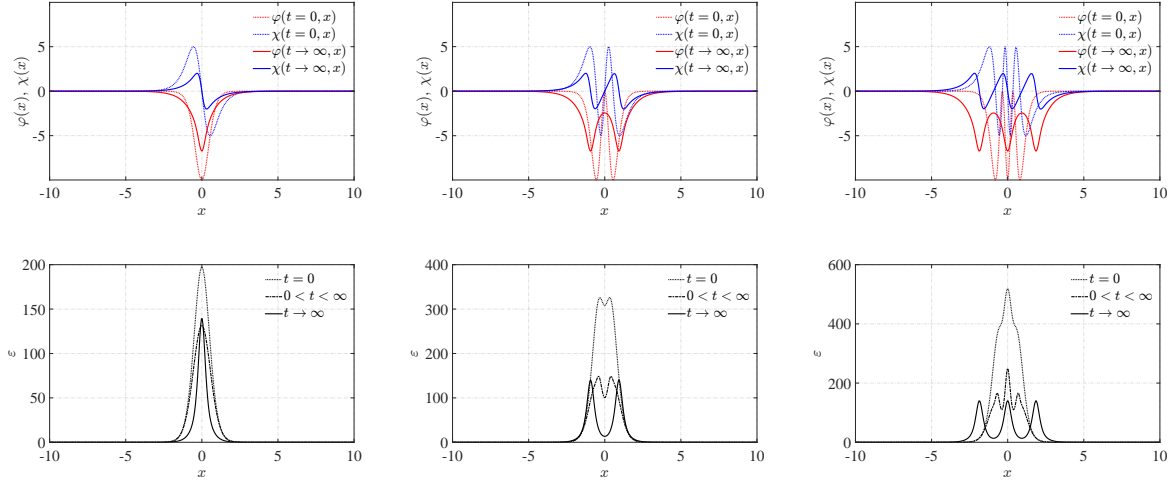 φ(x), χ(x)
5
0
-5
-10
-5
0
5
10
x
φ(t = 0, x)
χ(t = 0, x)
φ(t → ∞, x)
χ(t → ∞, x)
φ(x), χ(x)
5
0
-5
-10
-5
0
5
10
x
φ(t = 0, x)
χ(t = 0, x)
φ(t → ∞, x)
χ(t → ∞, x)
φ(x), χ(x)
5
0
-5
-10
-5
0
5
10
x
φ(t = 0, x)
χ(t = 0, x)
φ(t → ∞, x)
χ(t → ∞, x)
ε
200
150
100
50
0
-10
-5
0
5
10
x
t = 0
0 < t < ∞
t → ∞
ε
400
300
200
100
0
-10
-5
0
5
10
x
t = 0
0 < t < ∞
t → ∞
ε
600
400
200
0
-10
-5
0
5
10
x
t = 0
0 < t < ∞
t → ∞